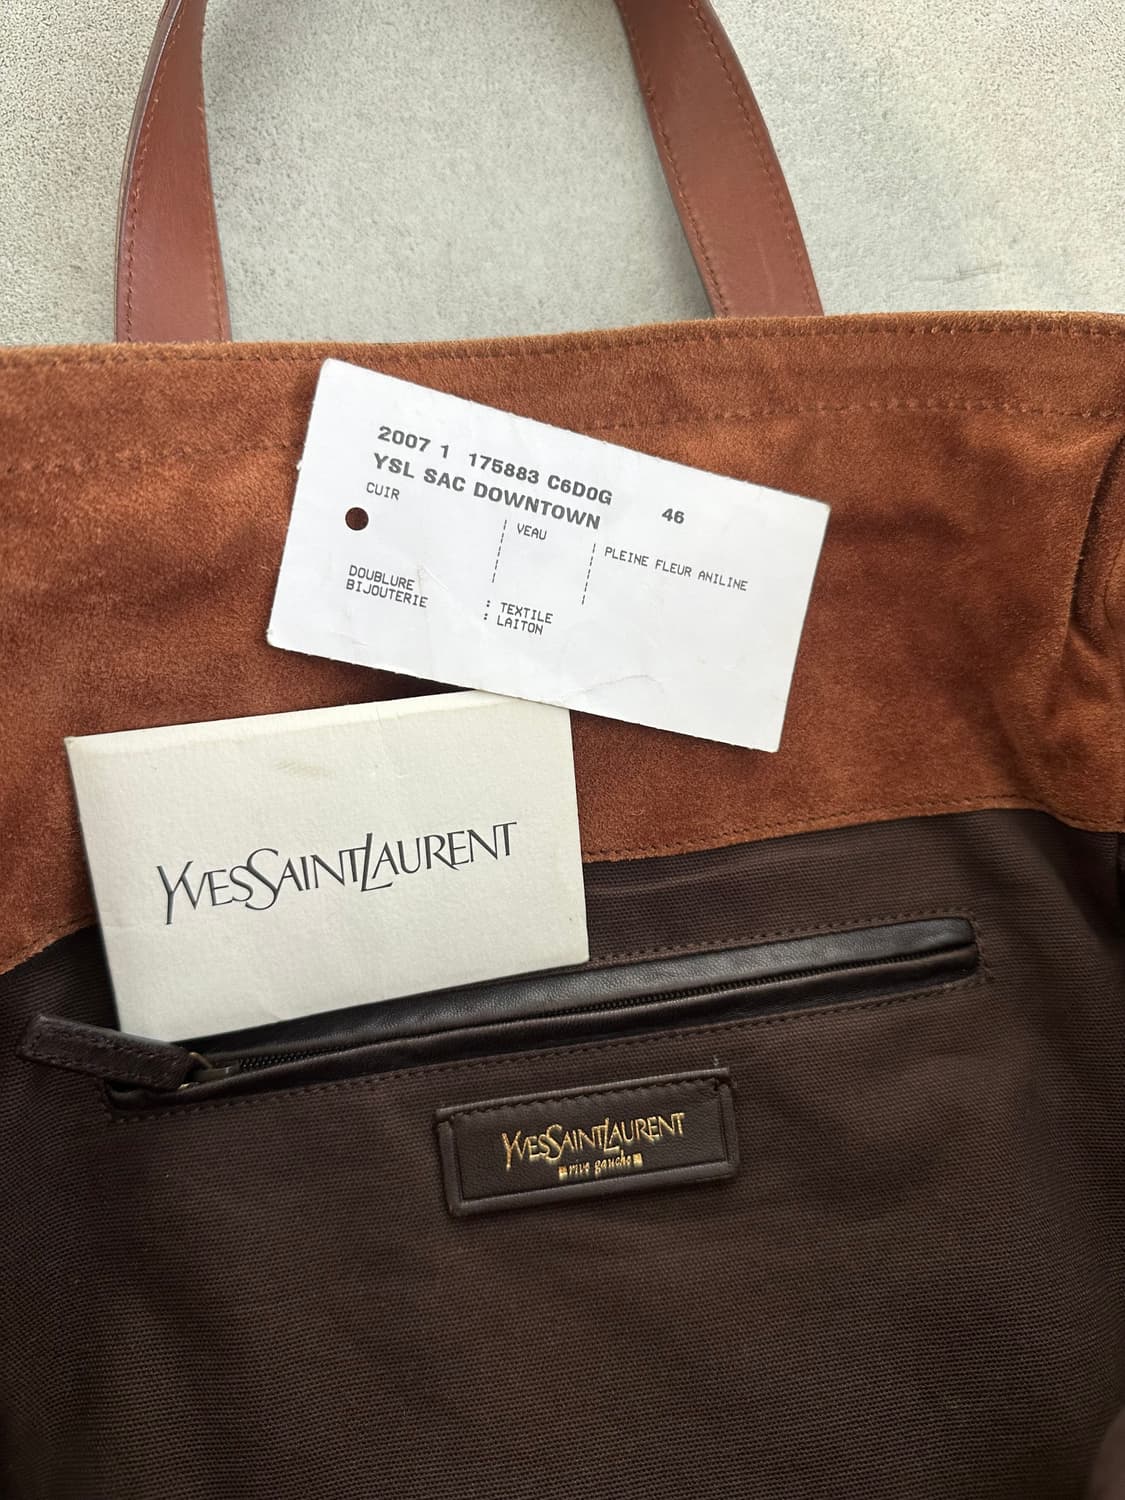 2007 1 175883 C6D0G 46
YSL SAC DOWNTOWN
CUIR VEAU PLEINE FLEUR ANILINE
DOUBLURE : TEXTILE
BIJOUTERIE : LAITON
YVESSAINTLAURENT
YVESSAINTLAURENT
rive gauche